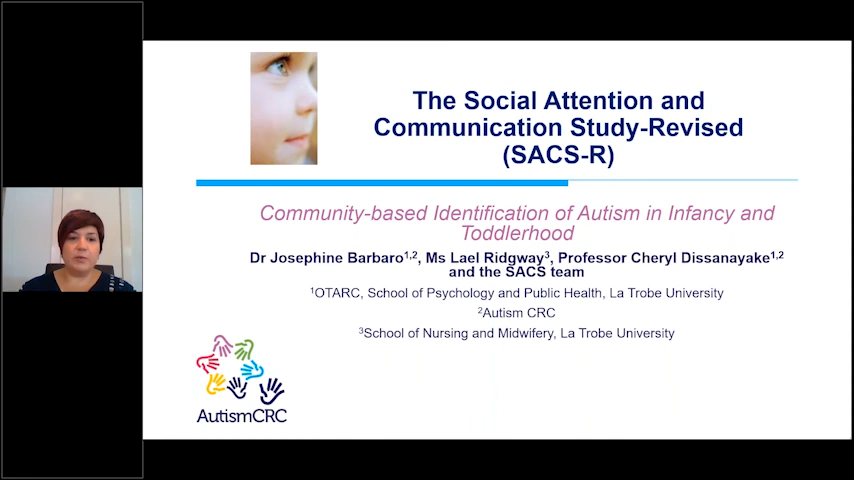 The Social Attention and
Communication Study-Revised
(SACS-R)
Community-based Identification of Autism in Infancy and
Toddlerhood
Dr Josephine Barbaro1,2, Ms Lael Ridgway3, Professor Cheryl Dissanayake1,2
and the SACS team
1OTARC, School of Psychology and Public Health, La Trobe University
2Autism CRC
3School of Nursing and Midwifery, La Trobe University
AutismCRC